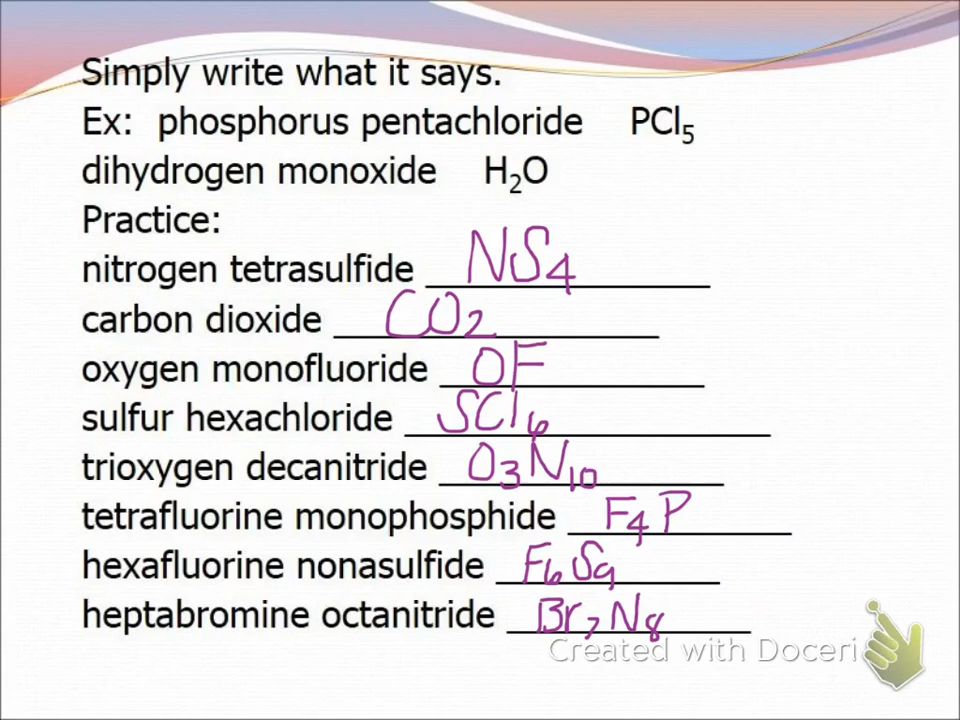 Simply write what it says.
Ex: phosphorus pentachloride PCl5
dihydrogen monoxide H2O
Practice:
nitrogen tetrasulfide NS4
carbon dioxide CO2
oxygen monofluoride OF
sulfur hexachloride SCl6
trioxygen decanitride O3N10
tetrafluorine monophosphide F4P
hexafluorine nonasulfide F6S9
heptabromine octanitride Br7N8
Created with Doceri